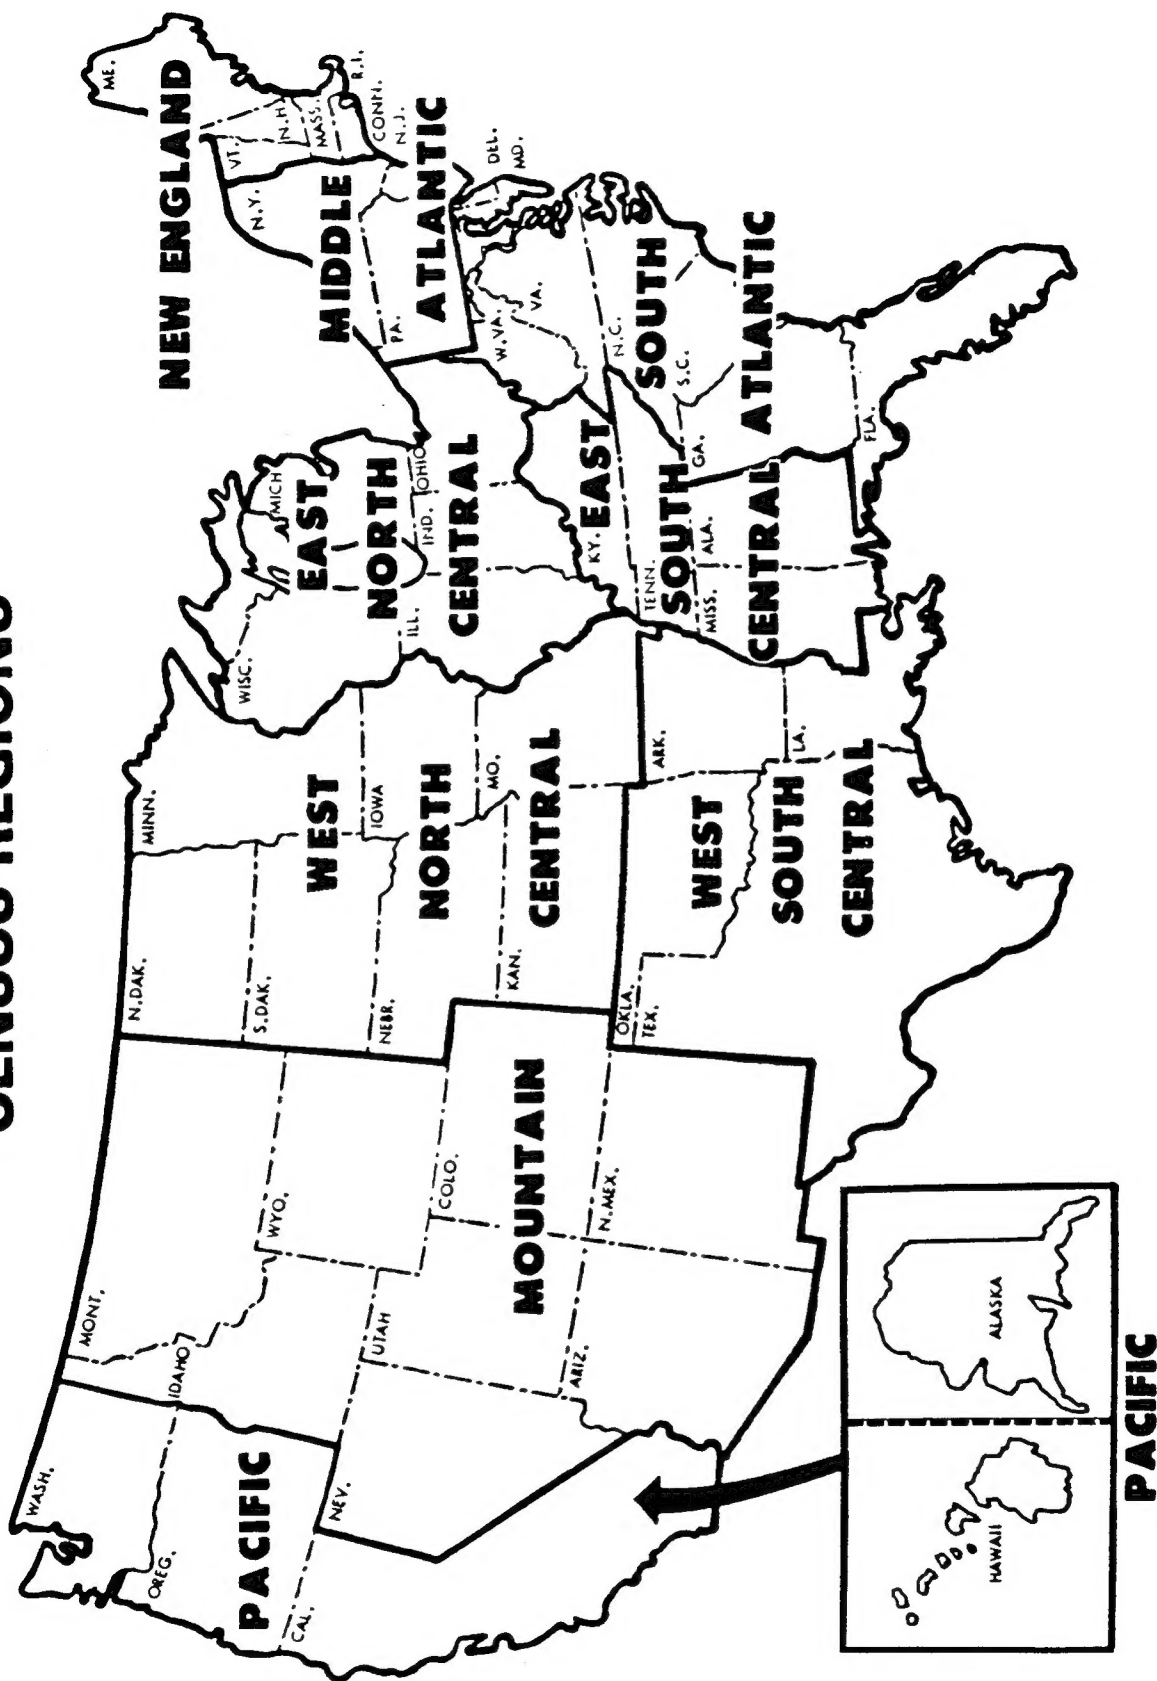 CENSUS REGIONS
NEW ENGLAND
ME.
VT.
N.H.
MASS.
R.I.
CONN.
MIDDLE
ATLANTIC
N.Y.
N.J.
PA.
DEL.
MD.
EAST
NORTH
CENTRAL
WISC.
MICH
ILL.
IND.
OHIO
SOUTH
ATLANTIC
W.VA.
VA.
N.C.
S.C.
GA.
FLA.
EAST
SOUTH
CENTRAL
KY.
TENN.
MISS.
ALA.
WEST
NORTH
CENTRAL
N.DAK.
MINN.
S.DAK.
IOWA
NEBR.
MO.
KAN.
WEST
SOUTH
CENTRAL
OKLA.
TEX.
ARK.
LA.
MOUNTAIN
MONT.
IDAHO
WYO.
NEV.
UTAH
COLO.
ARIZ.
N.MEX.
PACIFIC
WASH.
OREG.
CAL.
HAWAII
ALASKA
PACIFIC